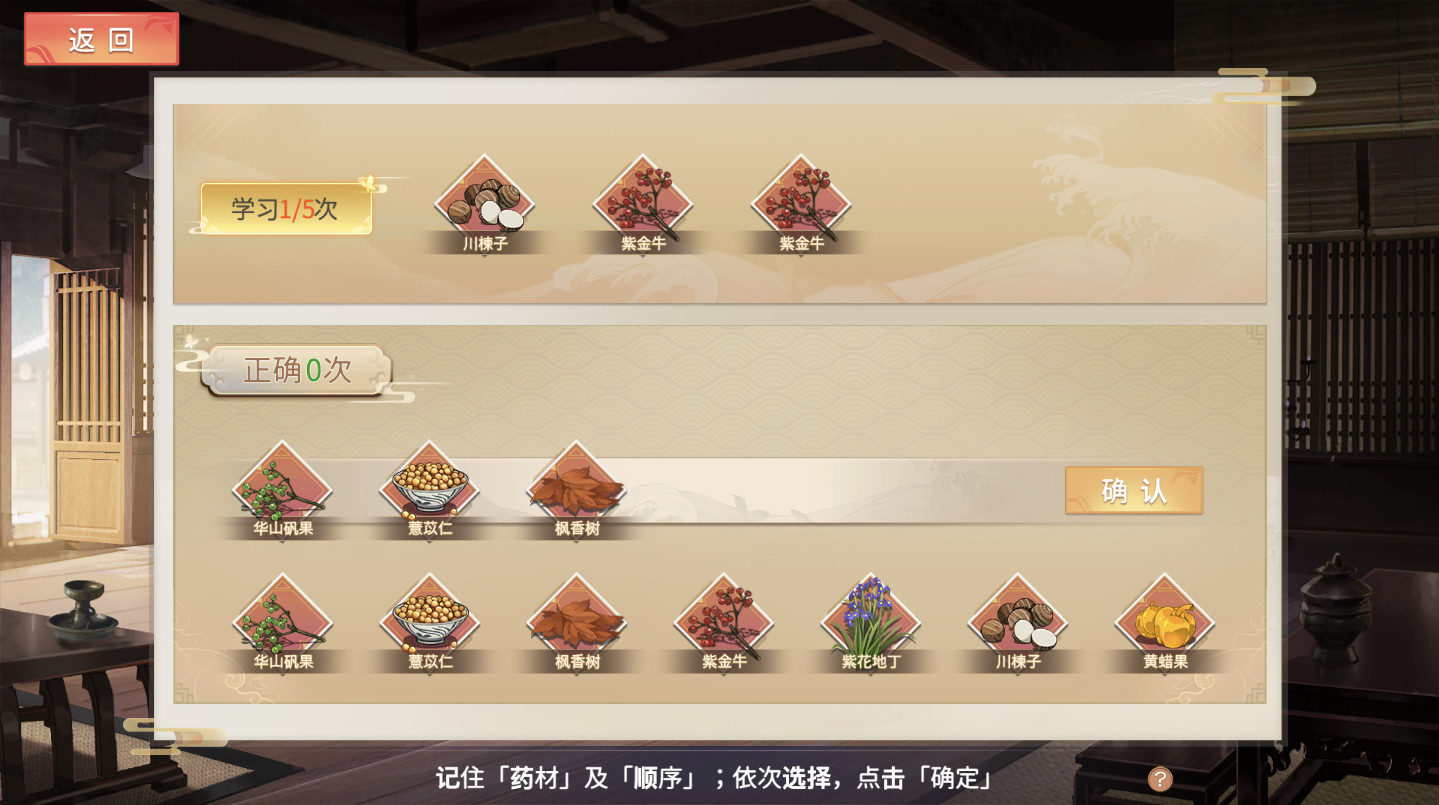 返回
学习1/5次
川楝子
紫金牛
紫金牛
正确0次
华山矾果
薏苡仁
枫香树
确认
华山矾果
薏苡仁
枫香树
紫金牛
紫花地丁
川楝子
黄蜡果
记住「药材」及「顺序」；依次选择，点击「确定」
?